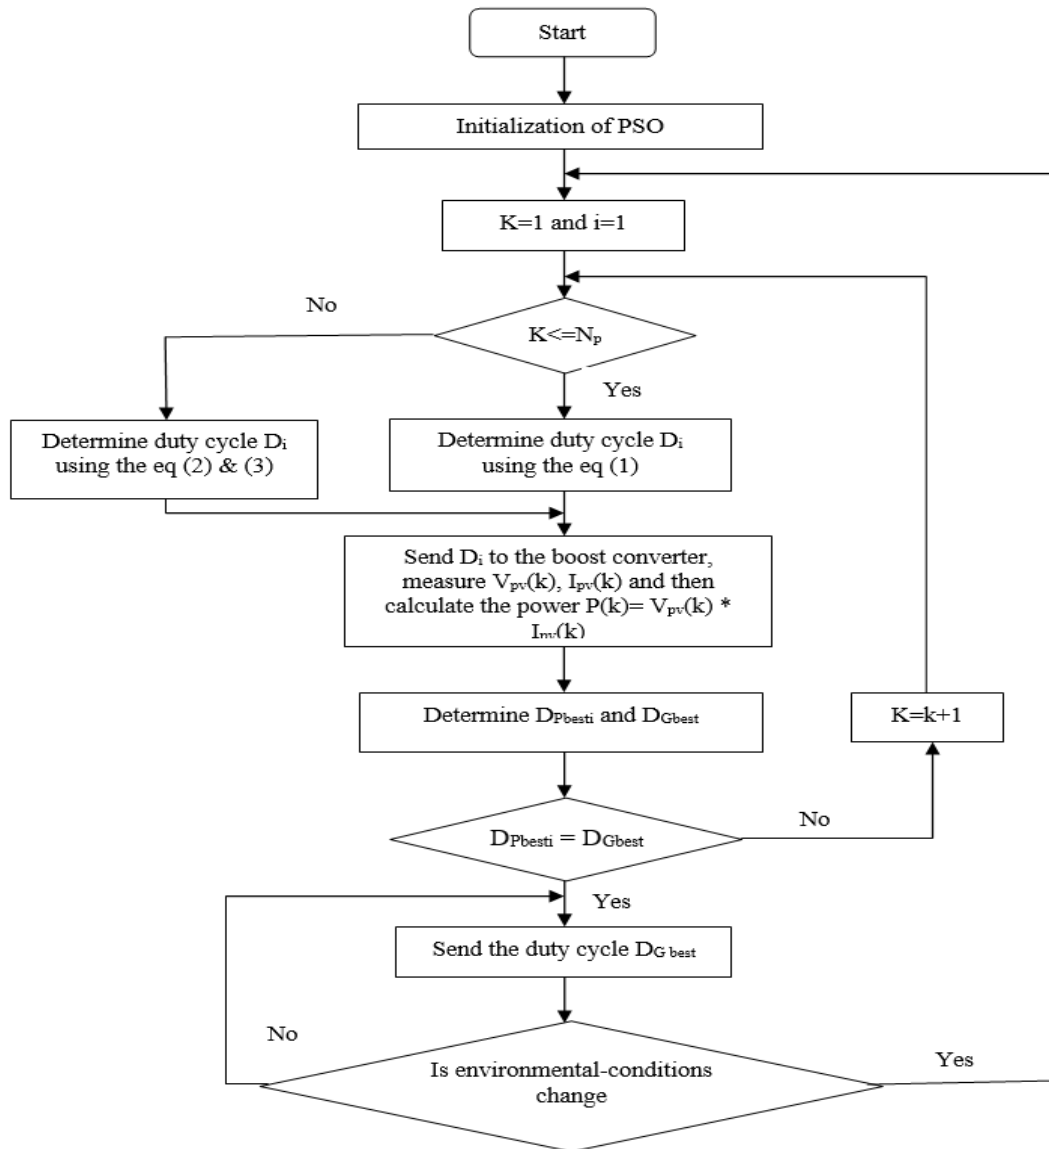 Start
Initialization of PSO
K=1 and i=1
No
K<=Nₚ
Yes
Determine duty cycle Dᵢ
using the eq (2) & (3)
Determine duty cycle Dᵢ
using the eq (1)
Send Dᵢ to the boost converter,
measure Vₚᵥ(k), Iₚᵥ(k) and then
calculate the power P(k)= Vₚᵥ(k) *
Iₚᵥ(k)
Determine DPbesti and DGbest
K=k+1
No
DPbesti = DGbest
Yes
Send the duty cycle DG best
No
Yes
Is environmental-conditions
change